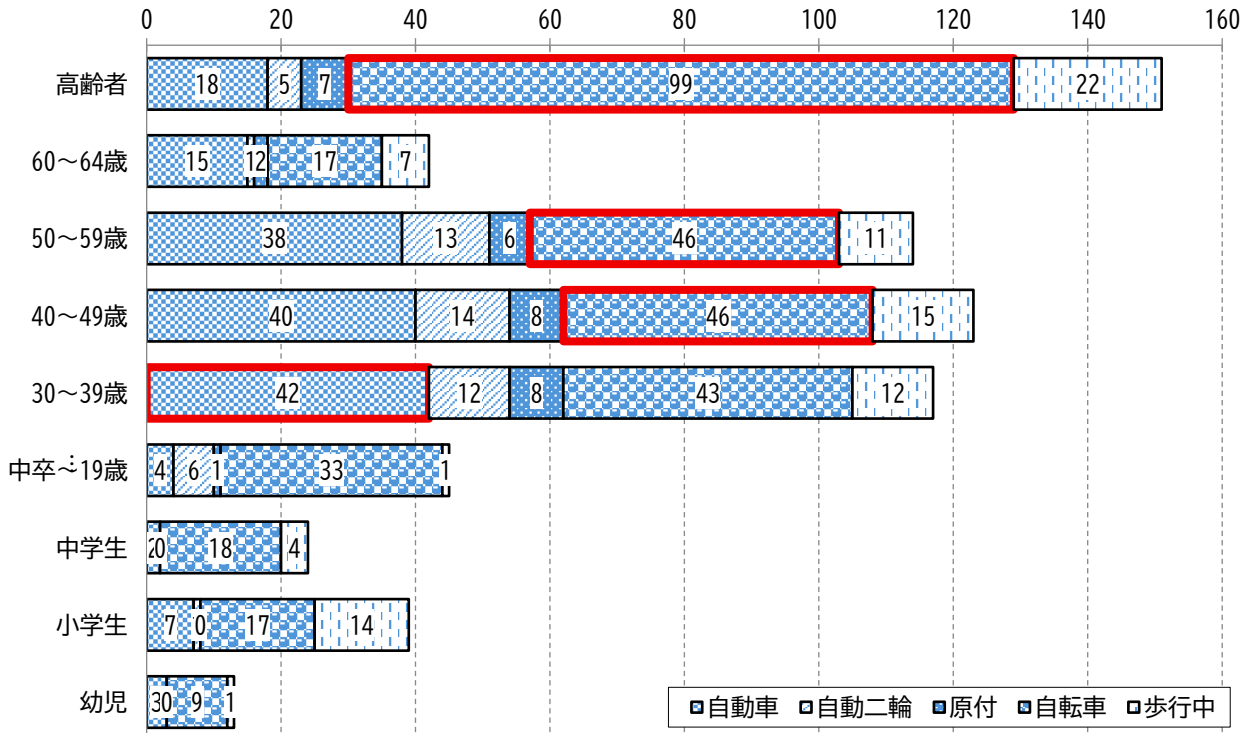 0 20 40 60 80 100 120 140 160
高齢者 18 5 7 99 22
60～64歳 15 1 2 17 7
50～59歳 38 13 6 46 11
40～49歳 40 14 8 46 15
30～39歳 42 12 8 43 12
中卒～19歳 4 6 1 33 1
中学生 2 0 18 4
小学生 7 0 17 14
幼児 3 0 9 1
自動車 自動二輪 原付 自転車 歩行中